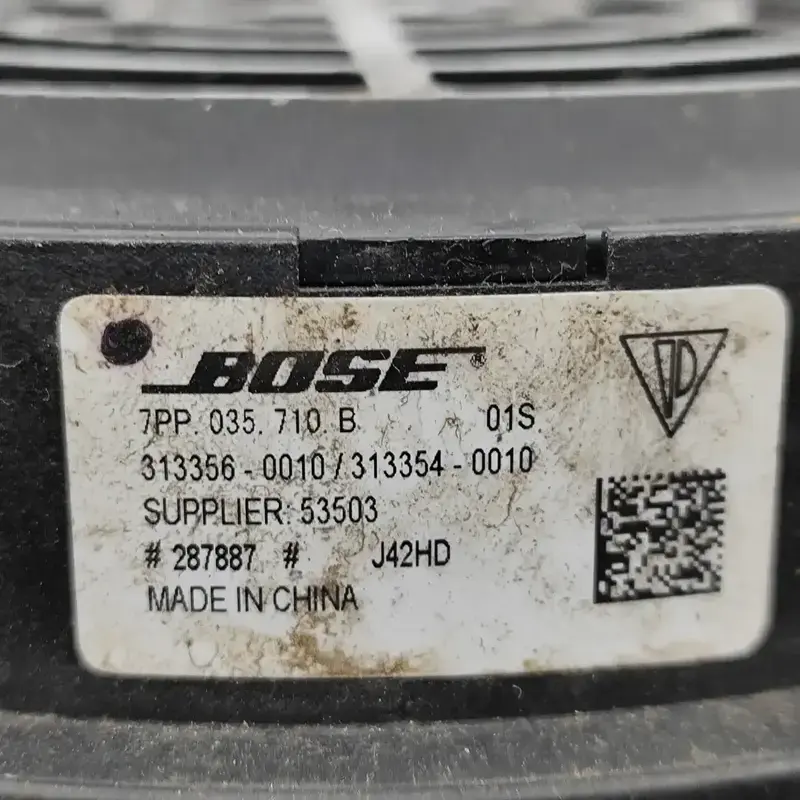 BOSE®
7PP. 035. 710. B 01S
313356-0010/313354-0010
SUPPLIER: 53503
# 287887 # J42HD
MADE IN CHINA